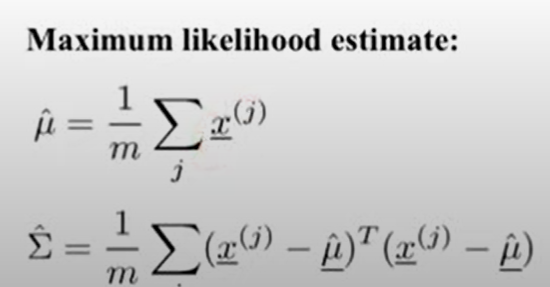 Maximum likelihood estimate:
μ̂ = 1/m ∑_j x̲^(j)
Σ̂ = 1/m ∑ (x̲^(j) − μ̲̂)^T (x̲^(j) − μ̲̂)